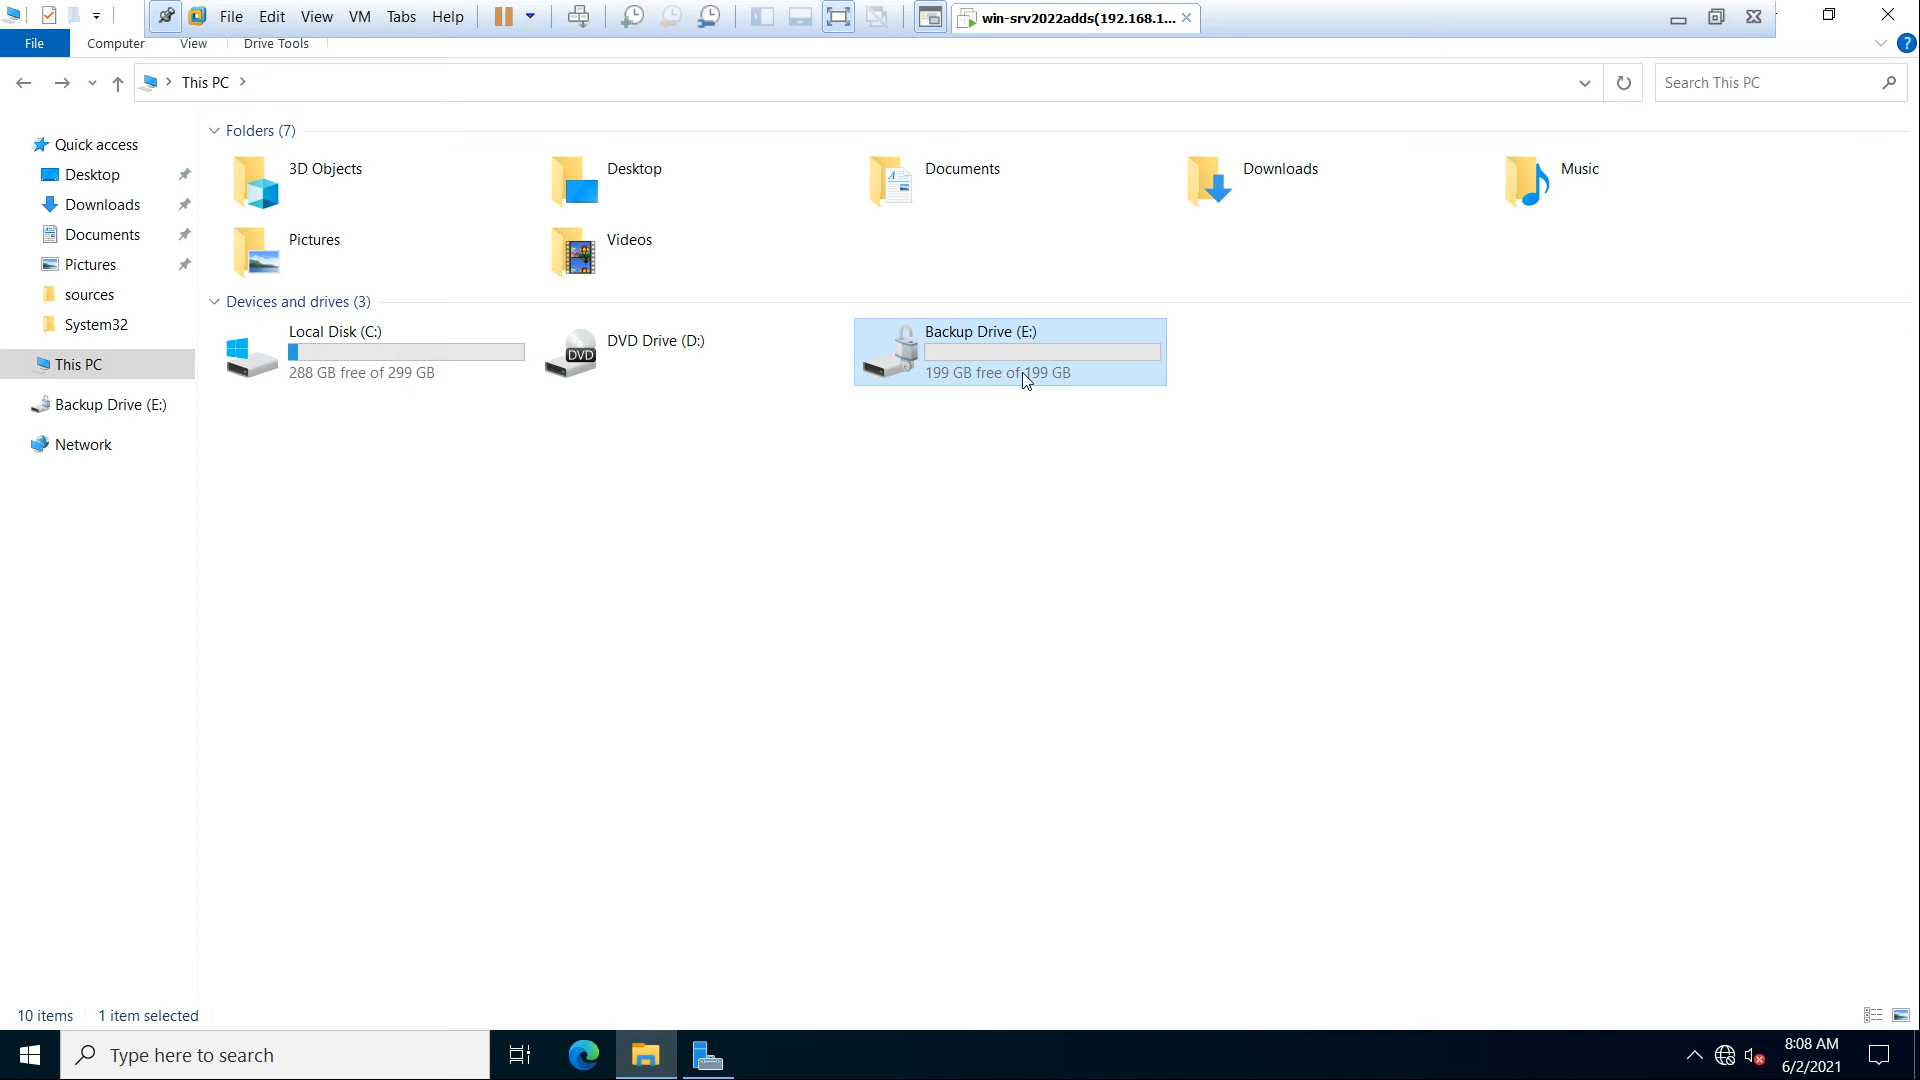 File Edit View VM Tabs Help win-srv2022adds(192.168.1...
File Computer View Drive Tools ?
This PC
Search This PC
Quick access
Desktop
Downloads
Documents
Pictures
sources
System32
This PC
Backup Drive (E:)
Network
Folders (7)
3D Objects
Desktop
Documents
Downloads
Music
Pictures
Videos
Devices and drives (3)
Local Disk (C:)
288 GB free of 299 GB
DVD
DVD Drive (D:)
Backup Drive (E:)
199 GB free of 199 GB
10 items 1 item selected
Type here to search
8:08 AM
6/2/2021